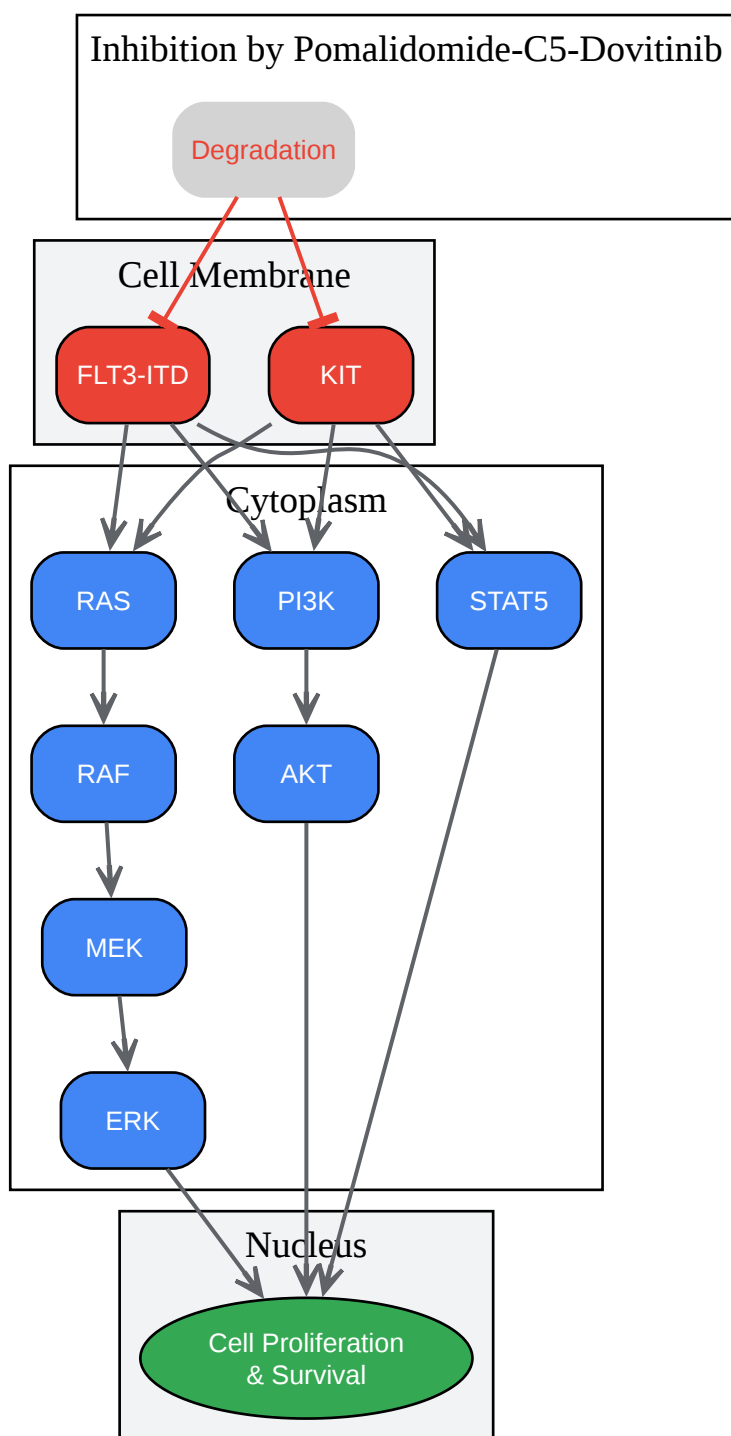 Inhibition by Pomalidomide-C5-Dovitinib
Degradation
Cell Membrane
FLT3-ITD
KIT
Cytoplasm
RAS
PI3K
STAT5
RAF
AKT
MEK
ERK
Nucleus
Cell Proliferation
& Survival